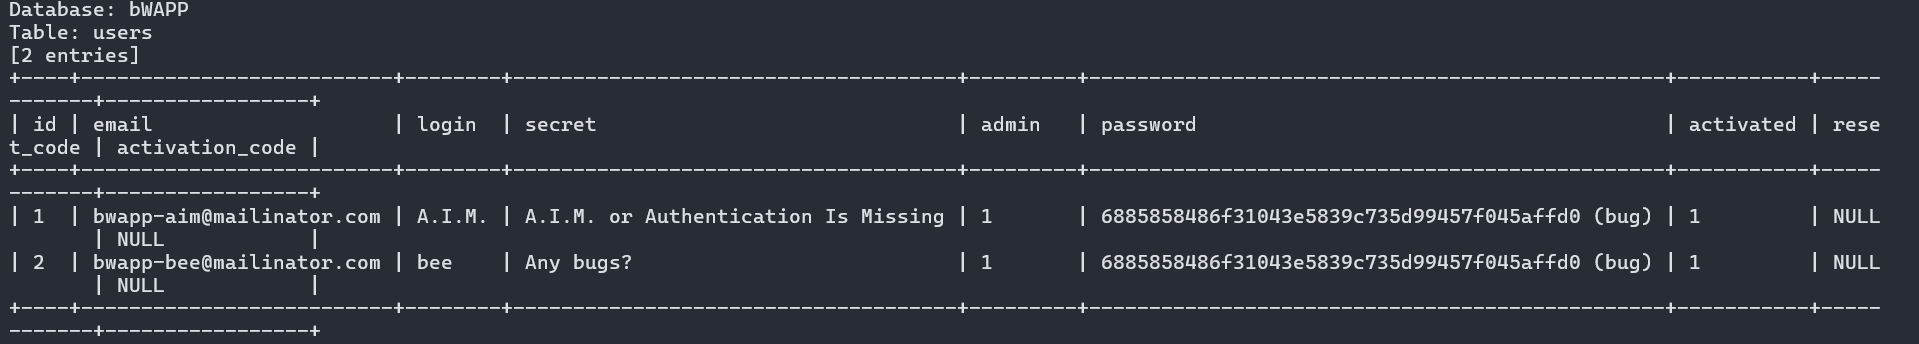 Database: bWAPP
Table: users
[2 entries]
+----+--------------------------+--------+-------------------------------------+---------+-------------------------------------------------+-----------+-----
-------+-----------------+
| id | email                    | login  | secret                              | admin   | password                                        | activated | rese
t_code | activation_code |
+----+--------------------------+--------+-------------------------------------+---------+-------------------------------------------------+-----------+-----
-------+-----------------+
| 1  | bwapp-aim@mailinator.com | A.I.M. | A.I.M. or Authentication Is Missing | 1       | 6885858486f31043e5839c735d99457f045affd0 (bug) | 1         | NULL
       | NULL            |
| 2  | bwapp-bee@mailinator.com | bee    | Any bugs?                           | 1       | 6885858486f31043e5839c735d99457f045affd0 (bug) | 1         | NULL
       | NULL            |
+----+--------------------------+--------+-------------------------------------+---------+-------------------------------------------------+-----------+-----
-------+-----------------+